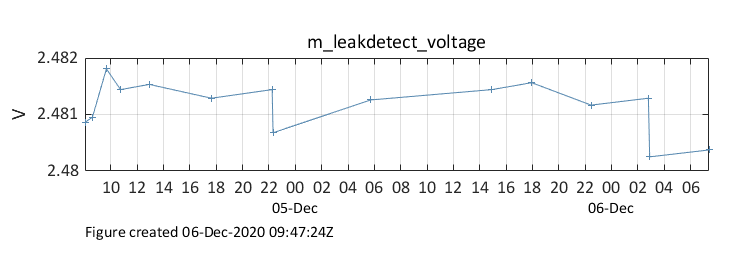 m_leakdetect_voltage
2.482
2.481
2.48
V
10 12 14 16 18 20 22 00 02 04 06 08 10 12 14 16 18 20 22 00 02 04 06
05-Dec 06-Dec
Figure created 06-Dec-2020 09:47:24Z